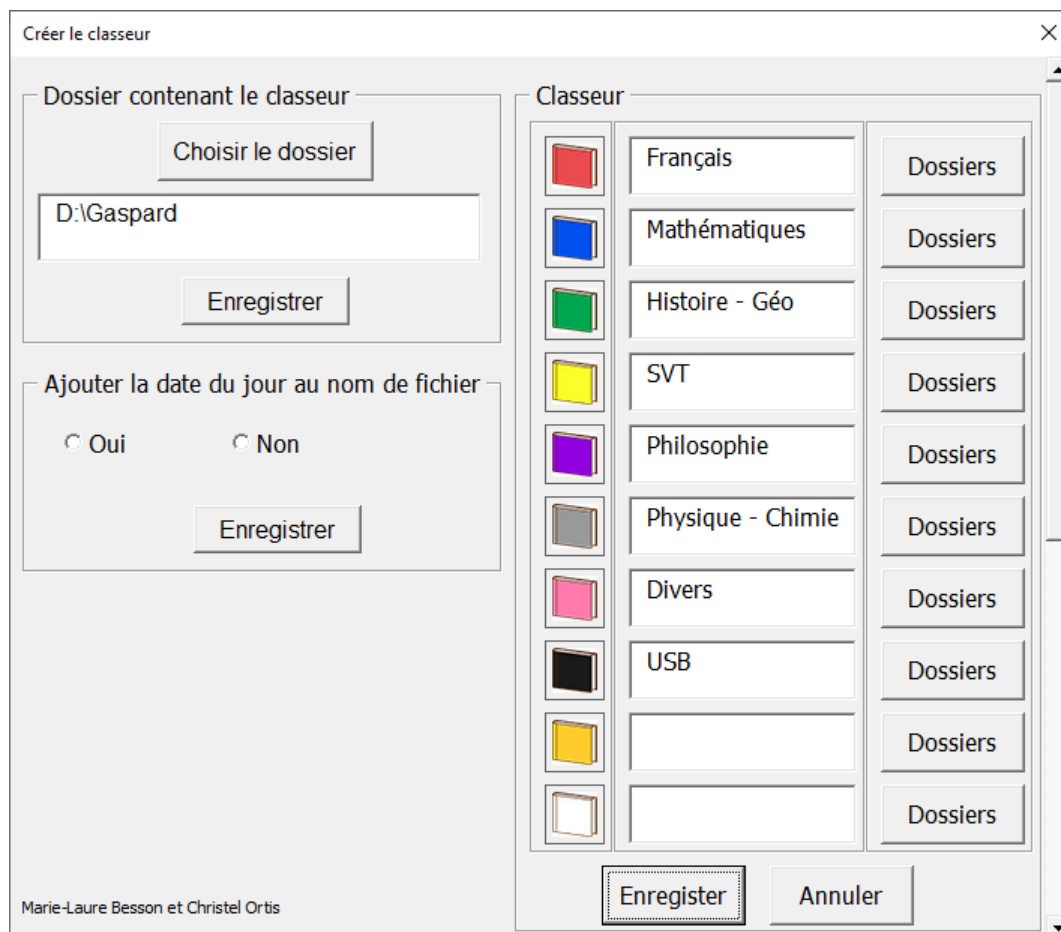 Créer le classeur
Dossier contenant le classeur
Choisir le dossier
D:\Gaspard
Enregistrer
Ajouter la date du jour au nom de fichier
Oui
Non
Enregistrer
Classeur
Français
Dossiers
Mathématiques
Dossiers
Histoire - Géo
Dossiers
SVT
Dossiers
Philosophie
Dossiers
Physique - Chimie
Dossiers
Divers
Dossiers
USB
Dossiers
Dossiers
Dossiers
Enregister
Annuler
Marie-Laure Besson et Christel Ortis